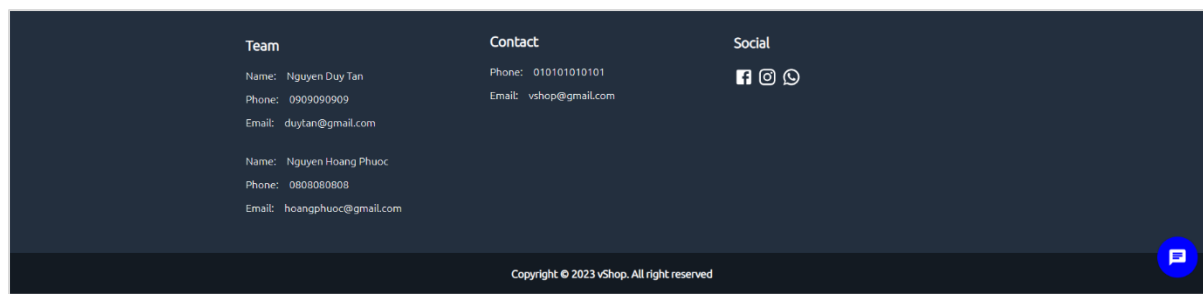 Team
Name: Nguyen Duy Tan
Phone: 0909090909
Email: duytan@gmail.com
Name: Nguyen Hoang Phuoc
Phone: 0808080808
Email: hoangphuoc@gmail.com
Contact
Phone: 010101010101
Email: vshop@gmail.com
Social
Copyright © 2023 vShop. All right reserved